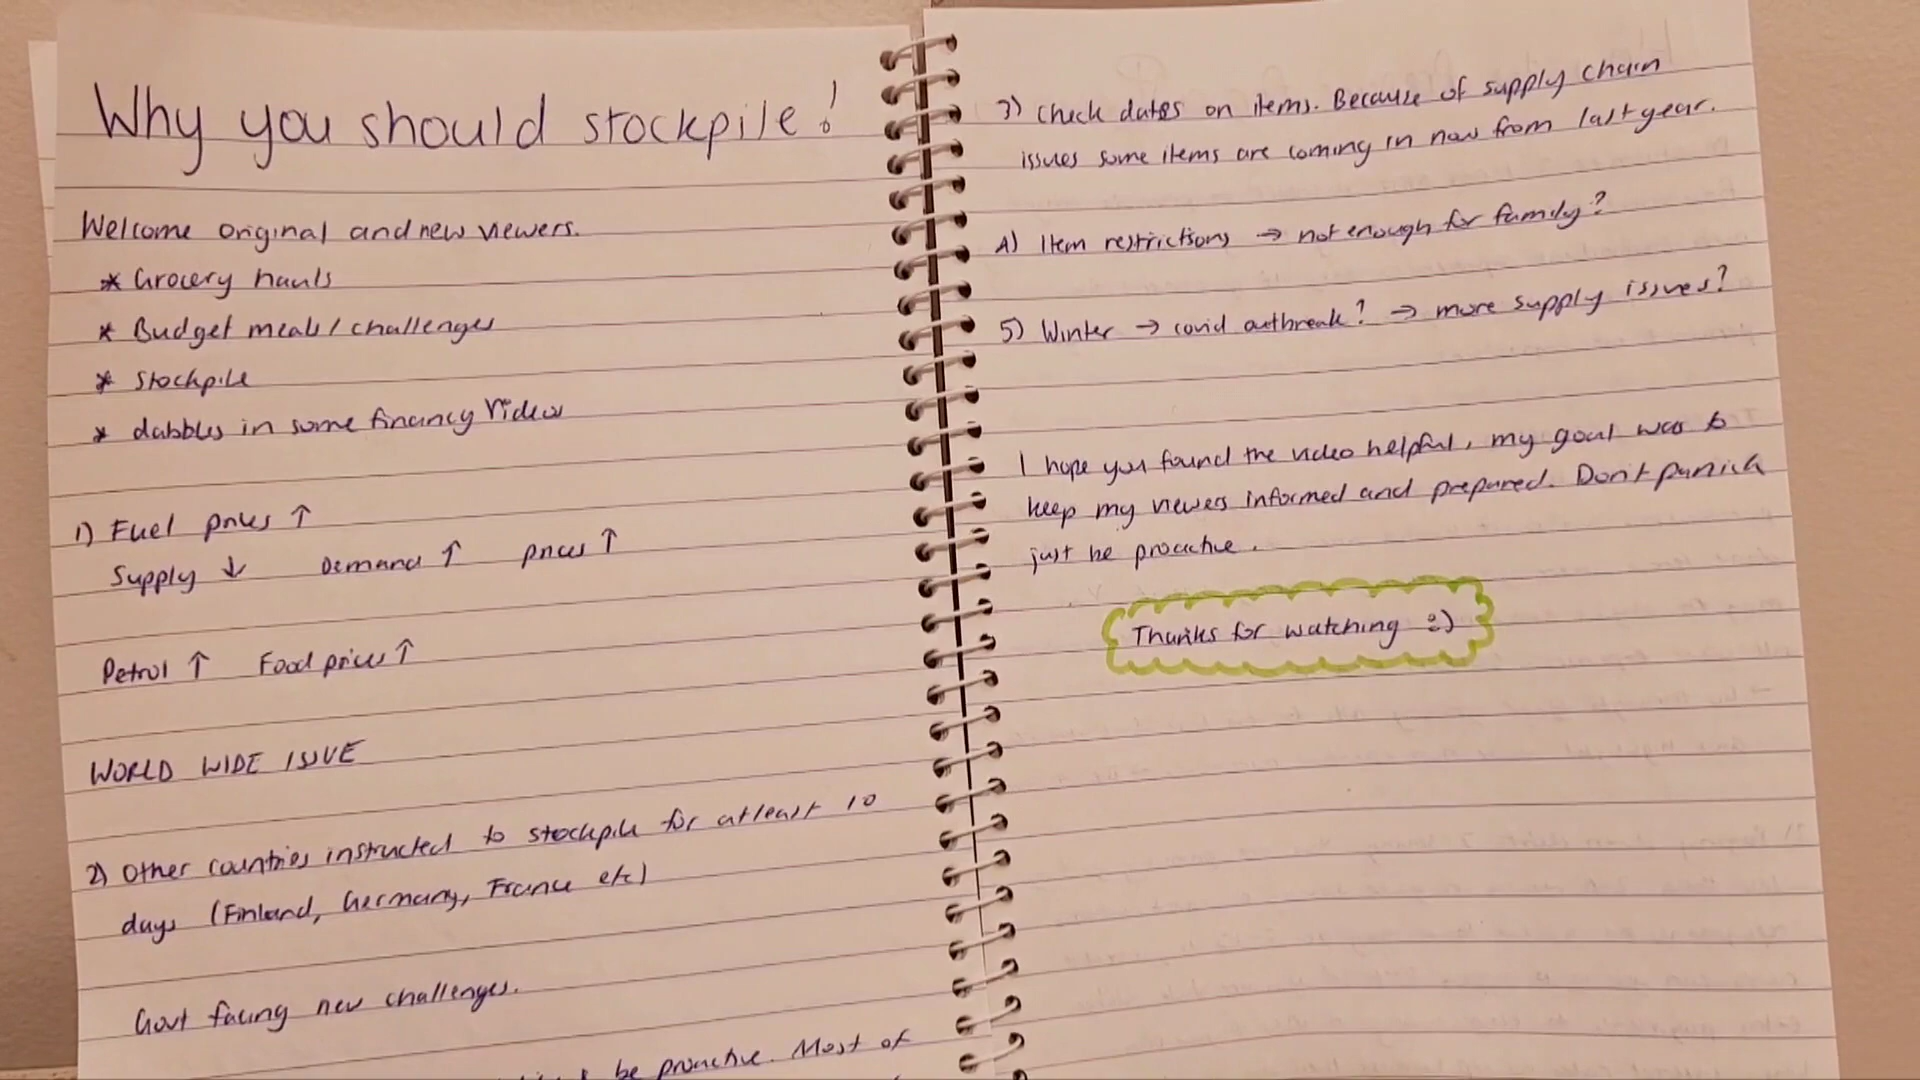 Why you should stockpile!
Welcome original and new viewers.
* Grocery hauls
* Budget meals / challenges
* Stockpile
* dabbles in some financy videos
1) Fuel prices ↑
Supply ↓ Demand ↑ prices ↑
Petrol ↑ Food prices ↑
WORLD WIDE ISSUE
2) Other countries instructed to stockpile for atleast 10
days (Finland, Germany, France etc)
Govt facing new challenges.
be proactive. Most of
3) Check dates on items. Because of supply chain
issues some items are coming in now from last year.
4) Item restrictions → not enough for family?
5) Winter → covid outbreak? → more supply issues?
I hope you found the video helpful, my goal was to
keep my viewers informed and prepared. Don't panick
just be proactive.
Thanks for watching :)